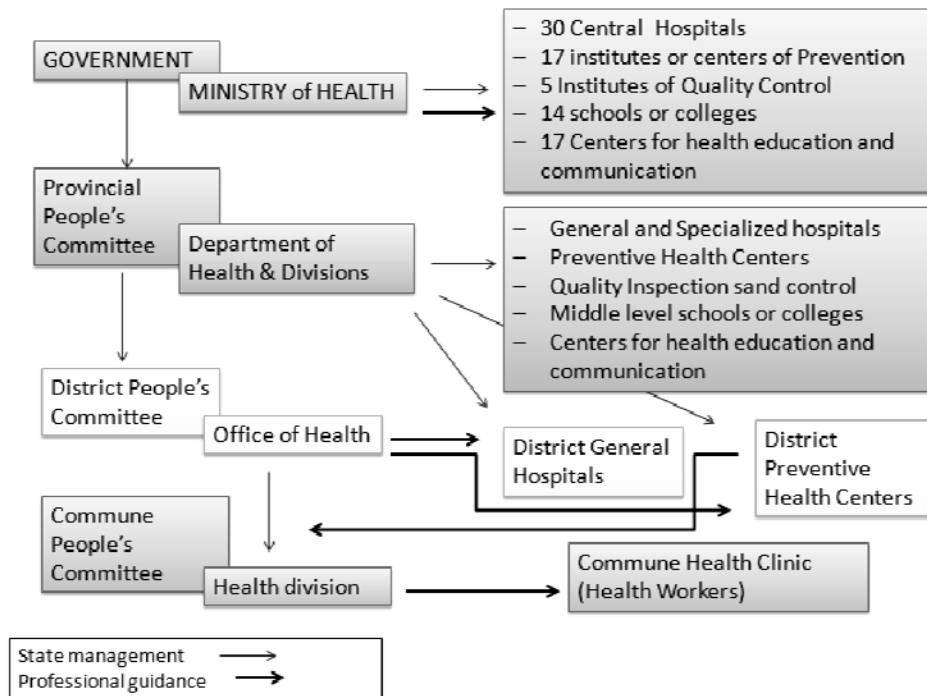 GOVERNMENT
MINISTRY of HEALTH
– 30 Central Hospitals
– 17 institutes or centers of Prevention
– 5 Institutes of Quality Control
– 14 schools or colleges
– 17 Centers for health education and
communication
Provincial
People's
Committee
Department of
Health & Divisions
– General and Specialized hospitals
– Preventive Health Centers
– Quality Inspection sand control
– Middle level schools or colleges
– Centers for health education and
communication
District People's
Committee
Office of Health
District General
Hospitals
District
Preventive
Health Centers
Commune
People's
Committee
Health division
Commune Health Clinic
(Health Workers)
State management
Professional guidance